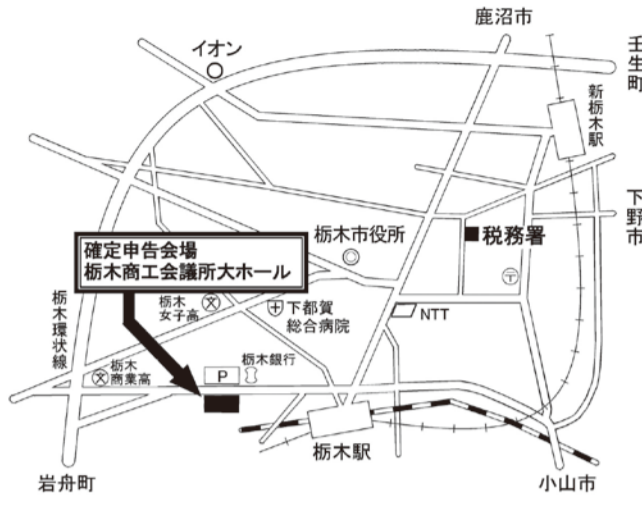 鹿沼市
イオン
壬生町
新栃木駅
下野市
栃木市役所
税務署
確定申告会場
栃木商工会議所大ホール
〒
栃木
女子高
下都賀
総合病院
NTT
栃木環状線
栃木
商業高
P
栃木銀行
栃木駅
岩舟町
小山市